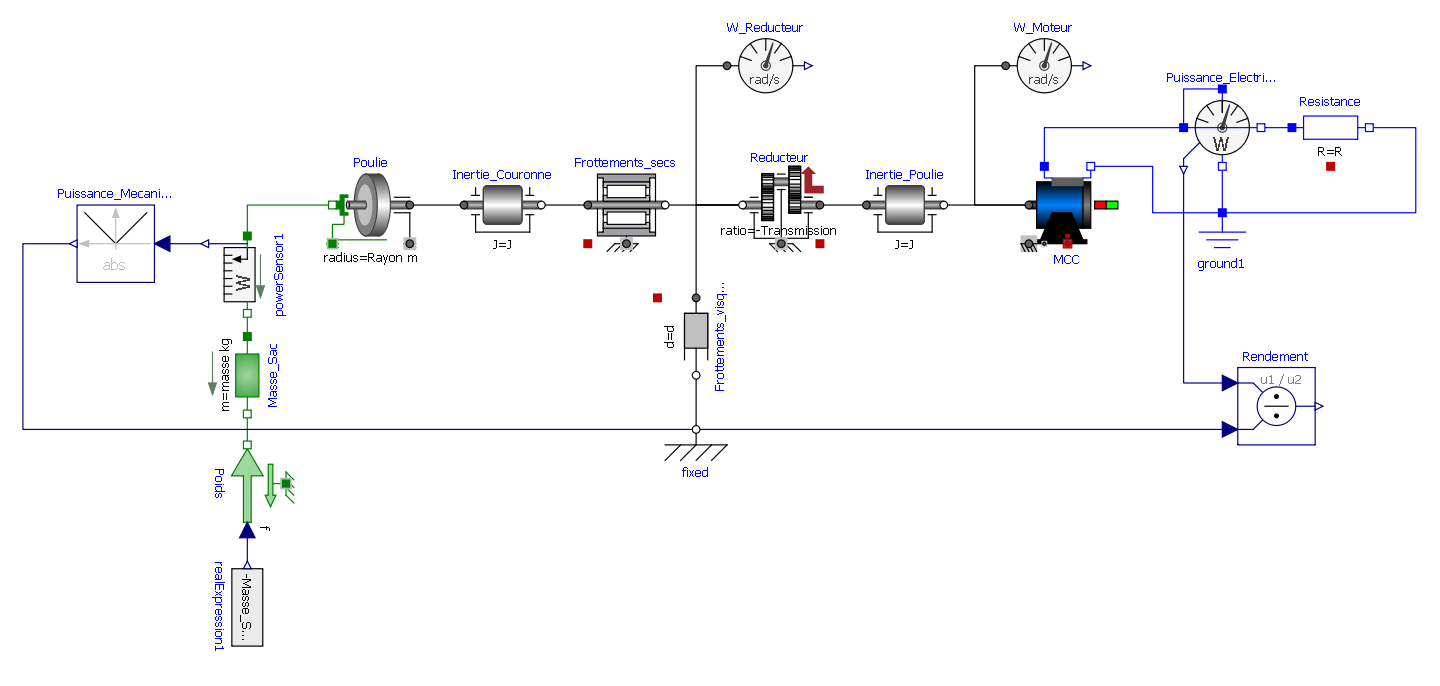 W_Reducteur
rad/s
W_Moteur
rad/s
Puissance_Electri...
W
Resistance
R=R
Puissance_Mecani...
abs
Poulie
radius=Rayon m
Inertie_Couronne
J=J
Frottements_secs
Reducteur
ratio=-Transmission
Inertie_Poulie
J=J
MCC
ground1
powerSensor1
W
m=masse kg
Masse_Sac
d=d
Frottements_visq...
fixed
Rendement
u1 / u2
Poids
f
realExpression1
-Masse_S...